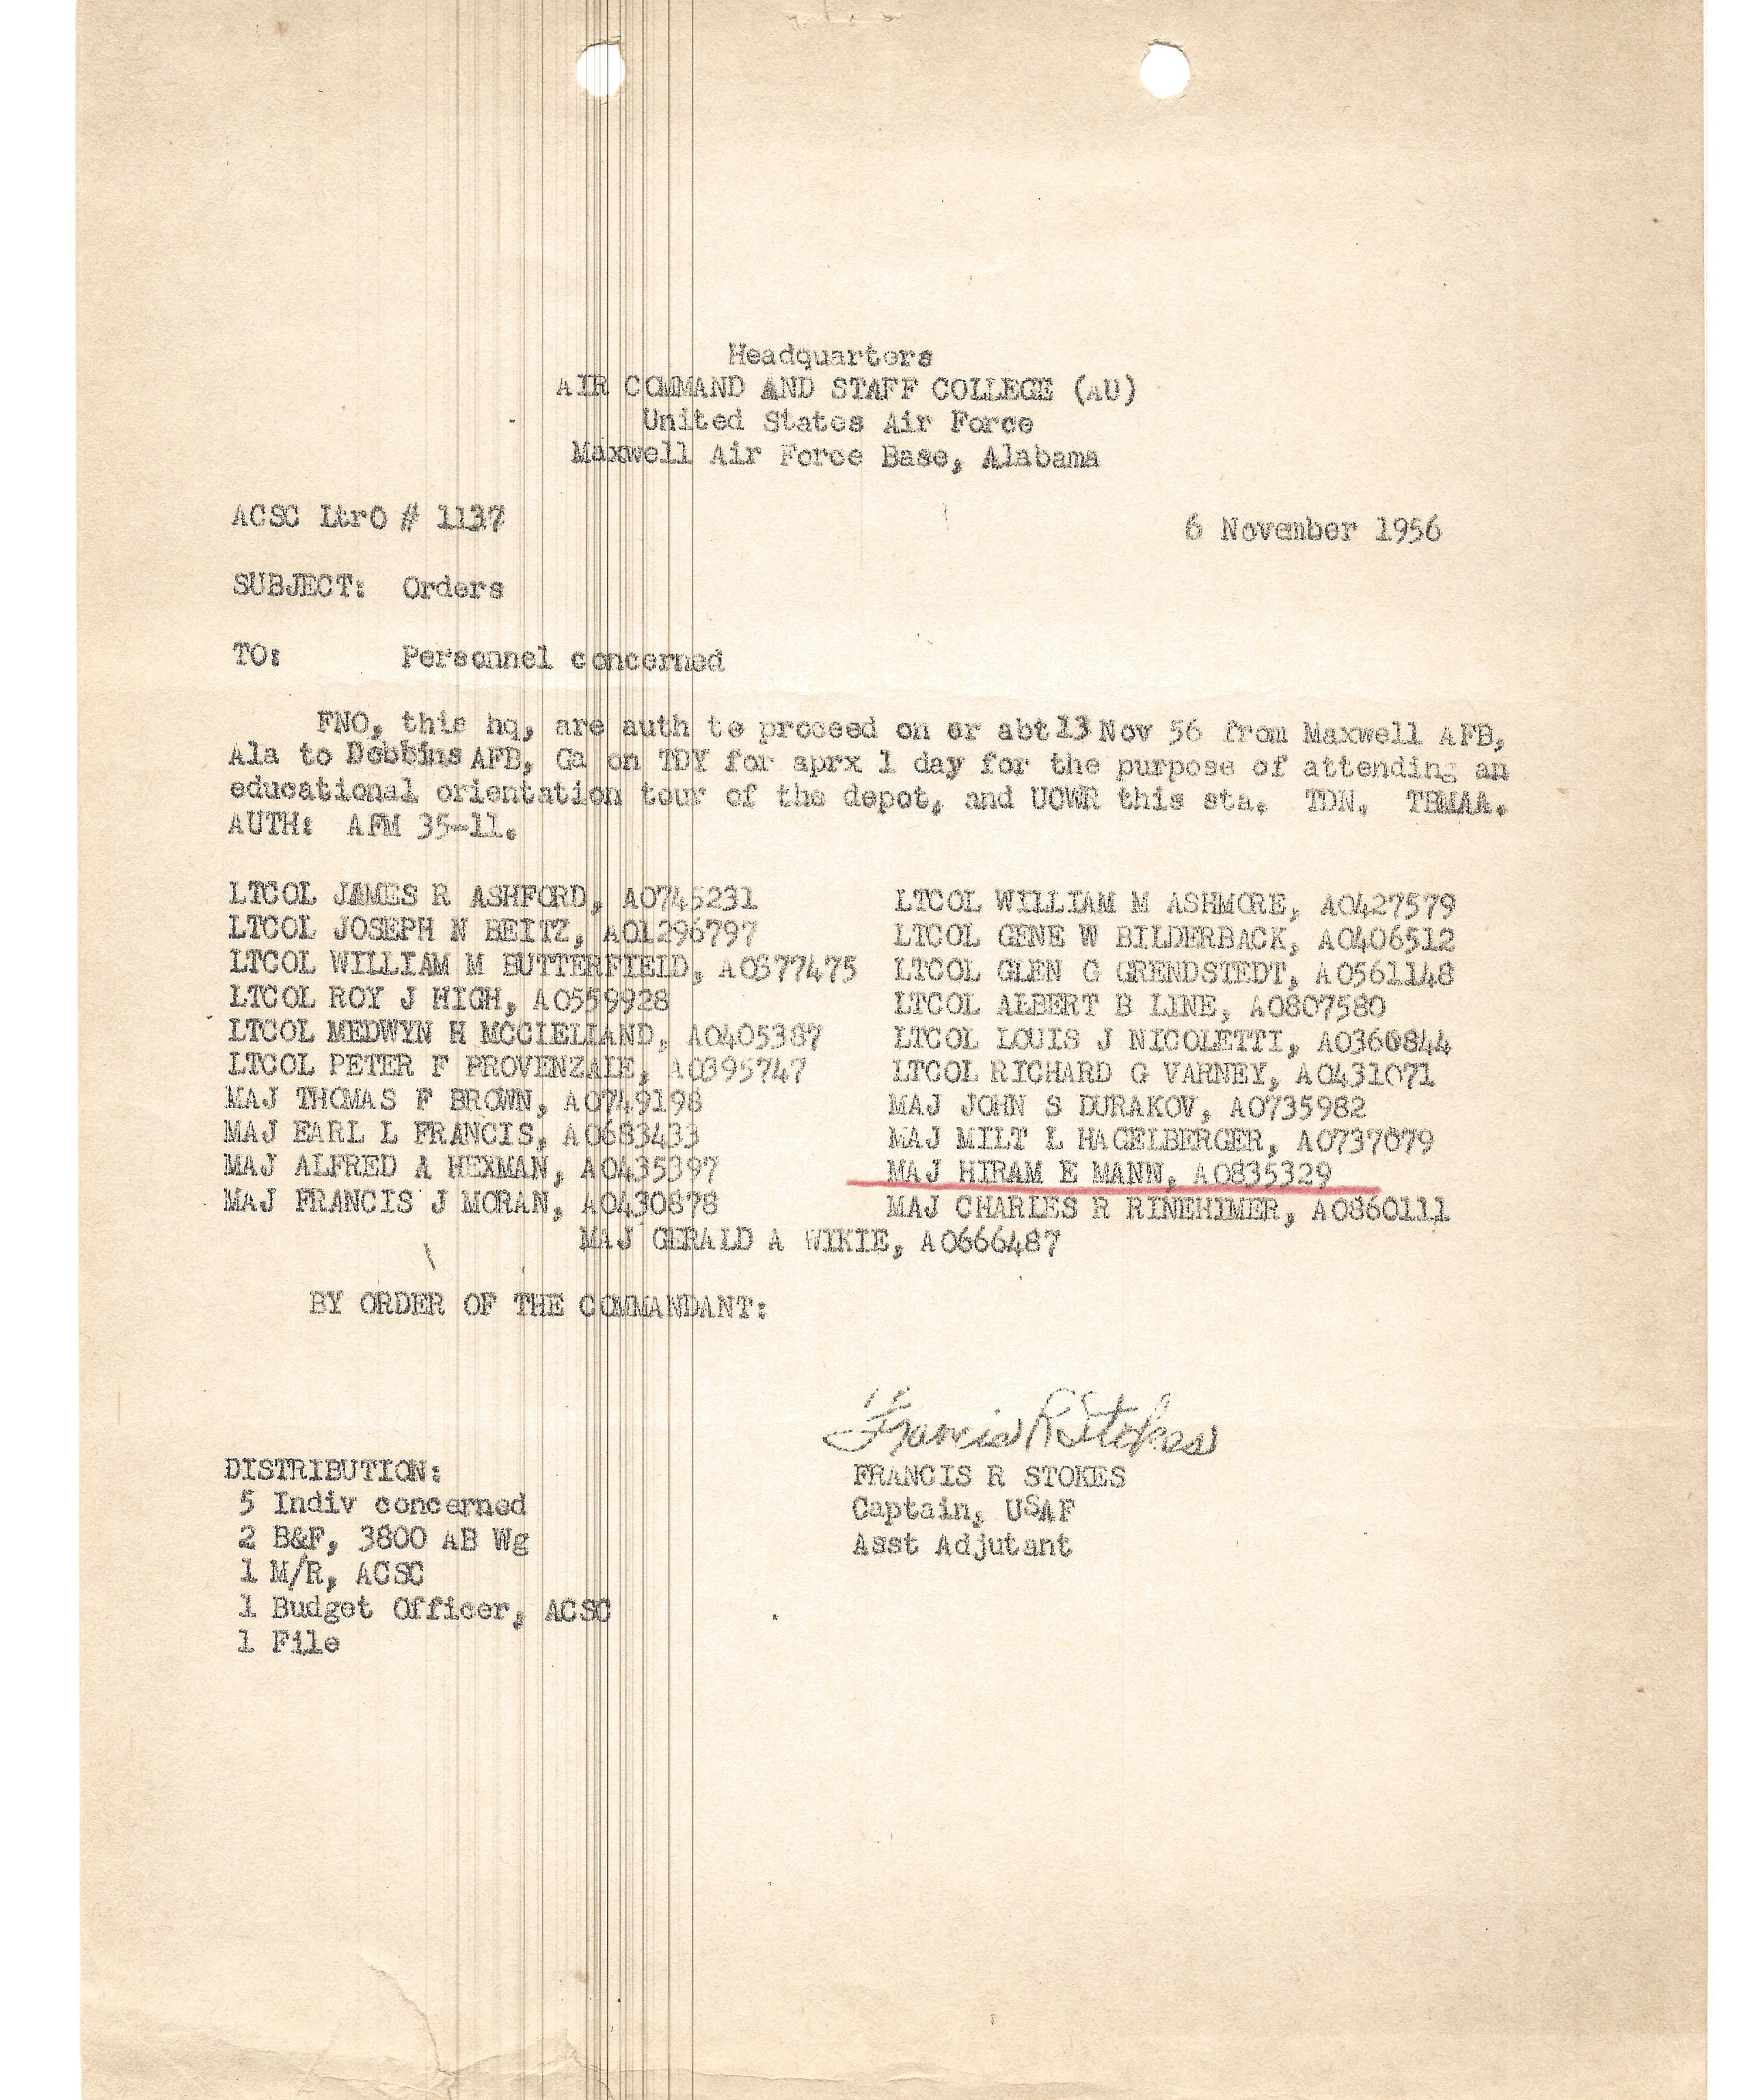 Headquarters
AIR COMMAND AND STAFF COLLEGE (AU)
United States Air Force
Maxwell Air Force Base, Alabama
ACSC LtrO # 1137
6 November 1956
SUBJECT: Orders
TO: Personnel concerned
FNO, this hq, are auth to proceed on or abt 13 Nov 56 from Maxwell AFB,
Ala to Dobbins AFB, Ga on TDY for aprx 1 day for the purpose of attending an
educational orientation tour of the depot, and UCWR this sta. TDN. TBMAA.
AUTH: AFM 35-11.
LTCOL JAMES R ASHFORD, AO745231 LTCOL WILLIAM M ASHMORE, AO427579
LTCOL JOSEPH N BEITZ, AO1296797 LTCOL GENE W BILDERBACK, AO406512
LTCOL WILLIAM M BUTTERFIELD, AO377475 LTCOL GLEN G GRENDSTEDT, AO561148
LTCOL ROY J HIGH, AO559928 LTCOL ALBERT B LINE, AO807580
LTCOL MEDWYN H MCCLELLAND, AO405387 LTCOL LOUIS J NICOLETTI, AO360844
LTCOL PETER F PROVENZALE, AO395747 LTCOL RICHARD G VARNEY, AO431071
MAJ THOMAS F BROWN, AO749198 MAJ JOHN S DURAKOV, AO735982
MAJ EARL L FRANCIS, AO683433 MAJ MILT L HAGELBERGER, AO737079
MAJ ALFRED A HEXMAN, AO435397 MAJ HIRAM E MANN, AO835329
MAJ FRANCIS J MORAN, AO430878 MAJ CHARLES R RINEHIMER, AO860111
MAJ GERALD A WIKIE, AO666487
BY ORDER OF THE COMMANDANT:
Francis R Stokes
FRANCIS R STOKES
Captain, USAF
Asst Adjutant
DISTRIBUTION:
5 Indiv concerned
2 B&F, 3800 AB Wg
1 M/R, ACSC
1 Budget Officer, ACSC
1 File